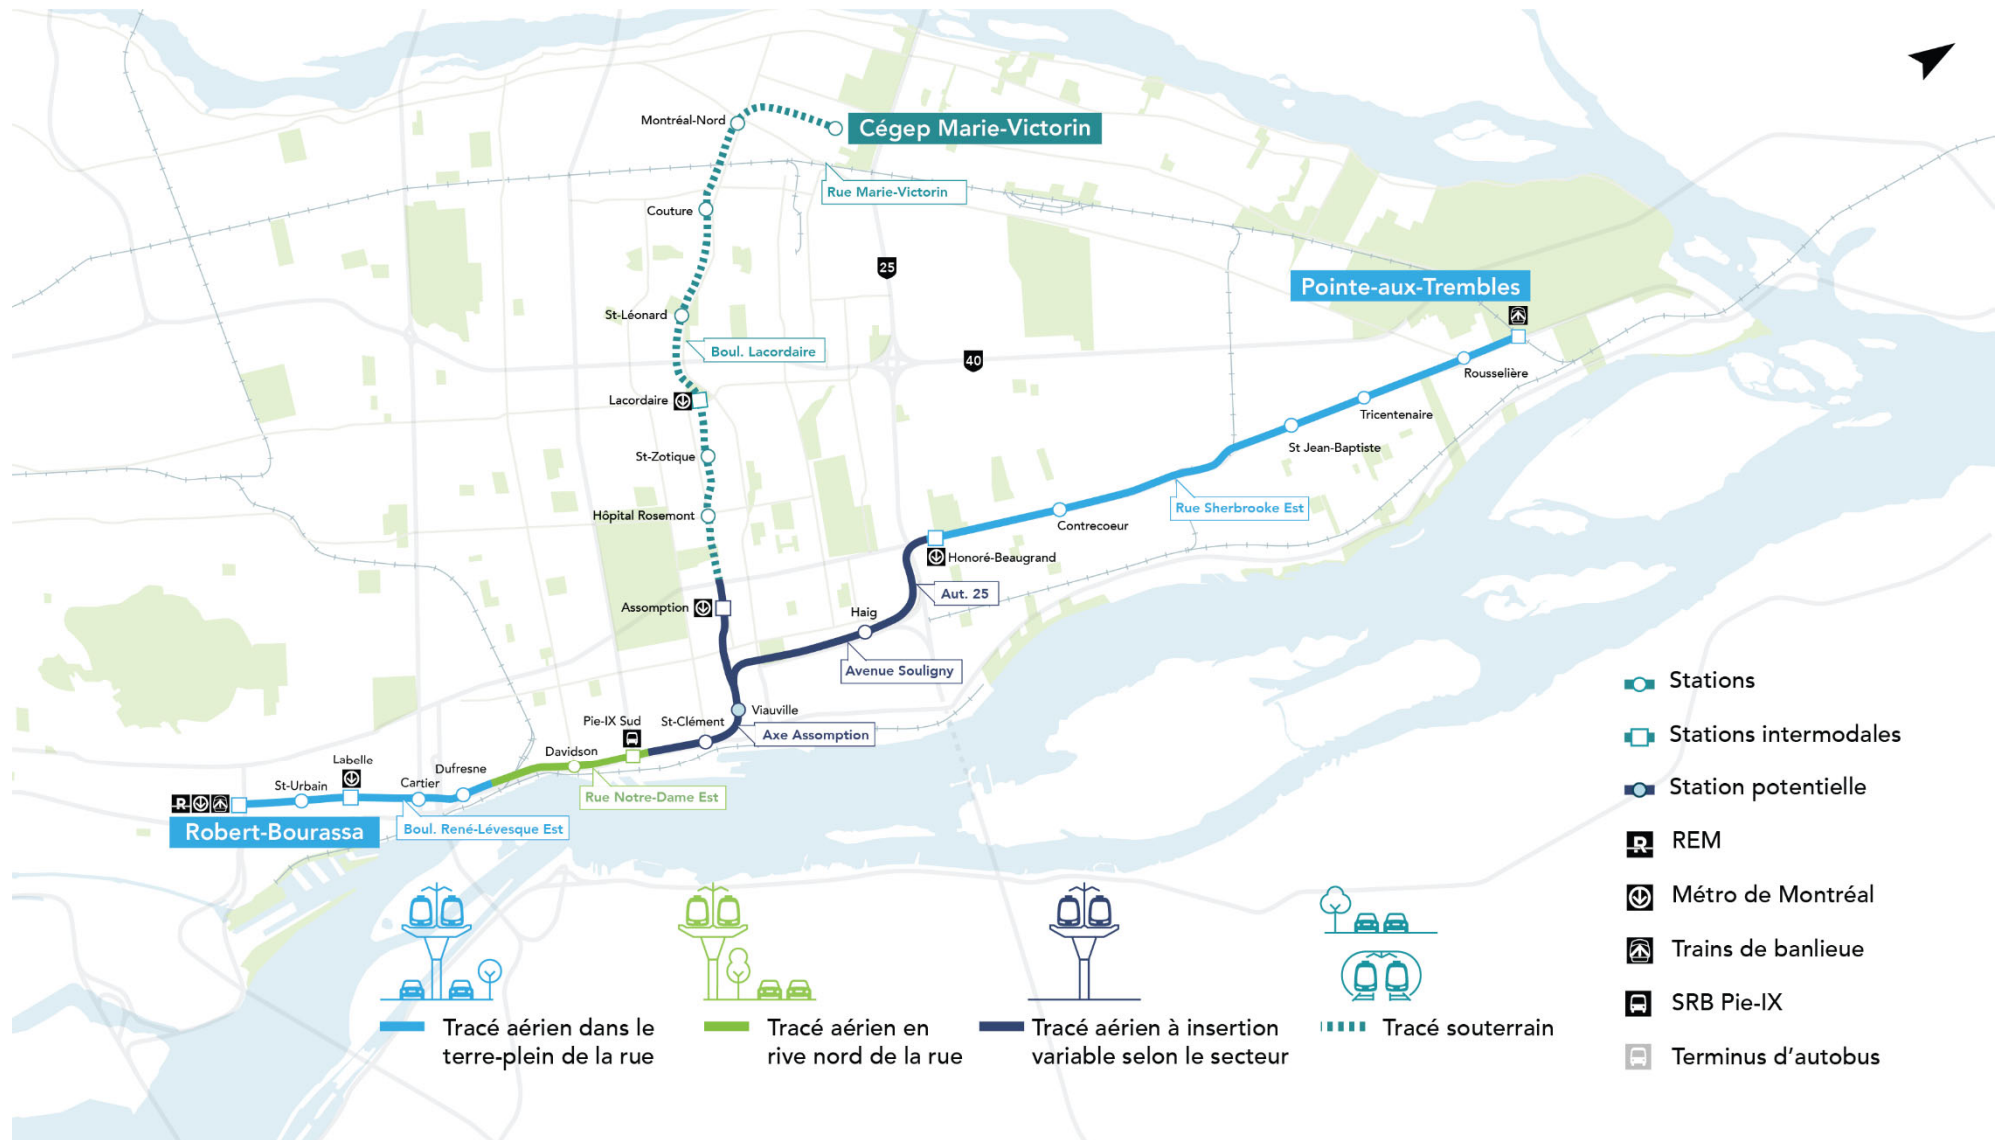 Montréal-Nord
Cégep Marie-Victorin
Rue Marie-Victorin
Couture
25
Pointe-aux-Trembles
St-Léonard
Boul. Lacordaire
40
Rousselière
Lacordaire
Tricentenaire
St Jean-Baptiste
St-Zotique
Rue Sherbrooke Est
Hôpital Rosemont
Contrecoeur
Honoré-Beaugrand
Aut. 25
Assomption
Haig
Avenue Souligny
Viauville
Pie-IX Sud
St-Clément
Axe Assomption
Davidson
Labelle
Dufresne
St-Urbain
Cartier
Rue Notre-Dame Est
R
Robert-Bourassa
Boul. René-Lévesque Est
Stations
Stations intermodales
Station potentielle
R
REM
Métro de Montréal
Trains de banlieue
SRB Pie-IX
Terminus d'autobus
Tracé aérien dans le
terre-plein de la rue
Tracé aérien en
rive nord de la rue
Tracé aérien à insertion
variable selon le secteur
Tracé souterrain